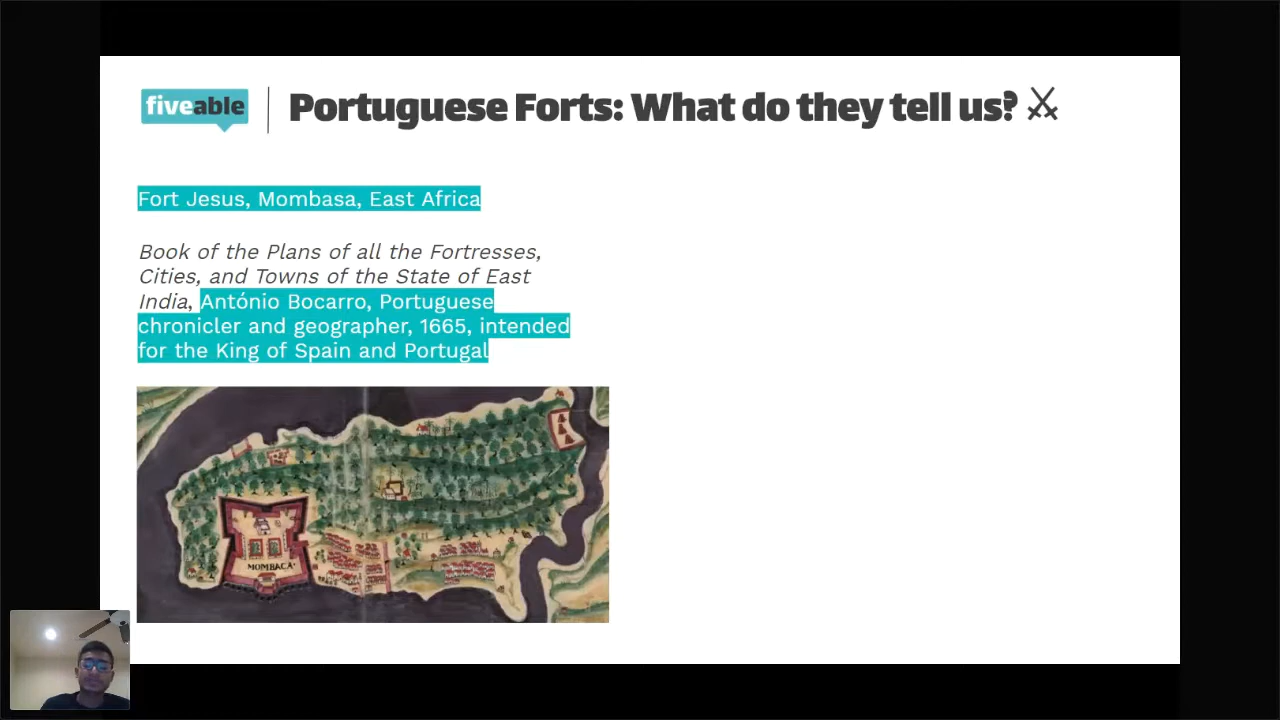 fiveable
Portuguese Forts: What do they tell us? ⚔
Fort Jesus, Mombasa, East Africa
Book of the Plans of all the Fortresses,
Cities, and Towns of the State of East
India, António Bocarro, Portuguese
chronicler and geographer, 1665, intended
for the King of Spain and Portugal
MOMBACA